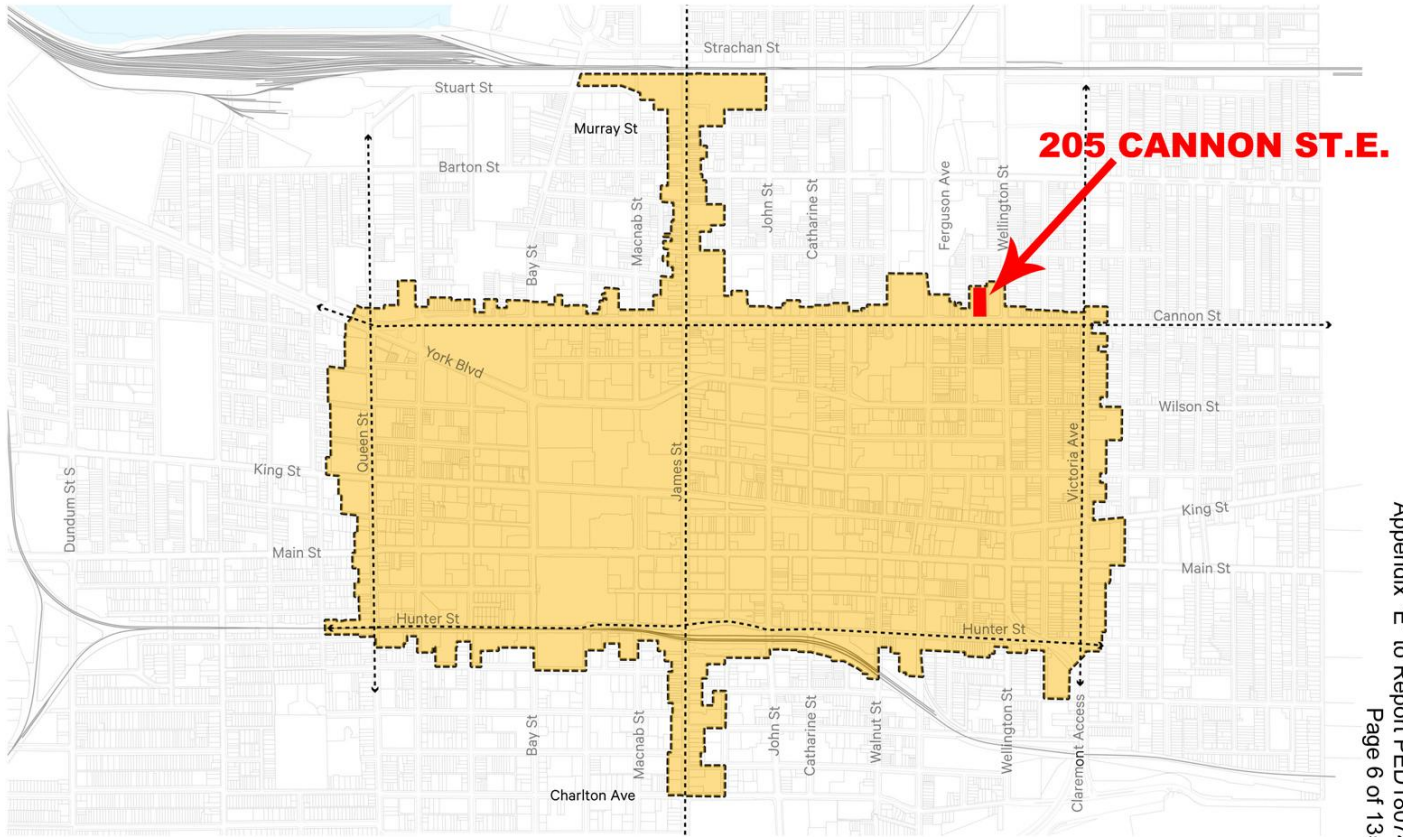 Strachan St
Stuart St
Murray St
205 CANNON ST.E.
Barton St
Macnab St
John St
Catharine St
Ferguson Ave
Wellington St
Bay St
Cannon St
York Blvd
Wilson St
Queen St
James St
Victoria Ave
King St
Dundurn St S
King St
Main St
Main St
Hunter St
Hunter St
Bay St
Macnab St
John St
Catharine St
Walnut St
Wellington St
Claremont Access
Charlton Ave
Page 6 of 13